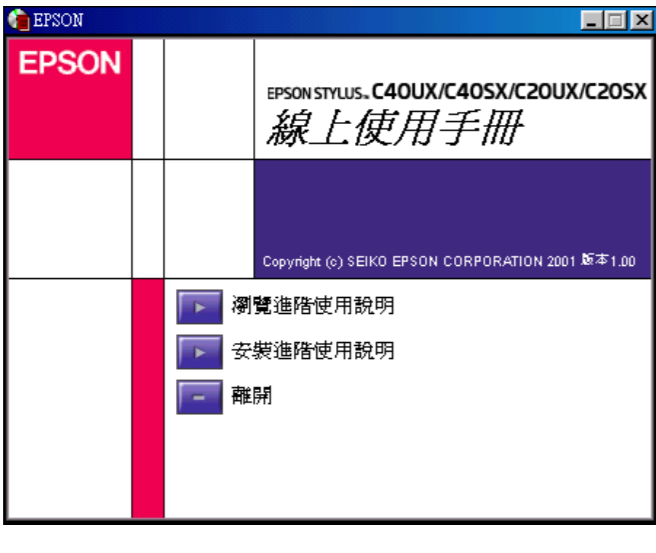 EPSON
EPSON
EPSON STYLUS™ C40UX/C40SX/C20UX/C20SX
線上使用手冊
Copyright (c) SEIKO EPSON CORPORATION 2001 版本1.00
瀏覽進階使用說明
安裝進階使用說明
離開